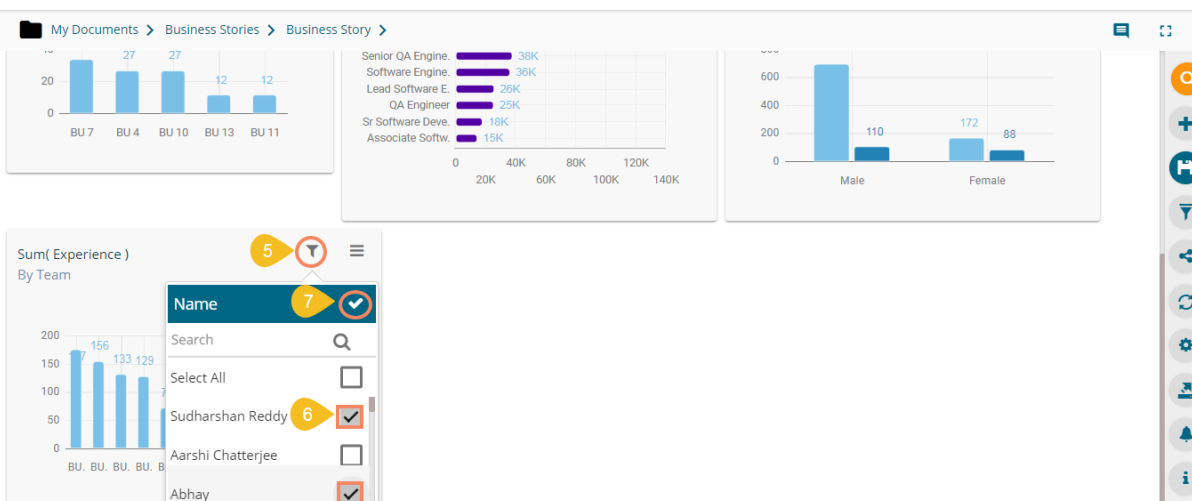 My Documents > Business Stories > Business Story >
27 27
20 12 12
0
BU 7 BU 4 BU 10 BU 13 BU 11
Senior QA Engine. 38K
Software Engine. 36K
Lead Software E. 26K
QA Engineer 25K
Sr Software Deve. 18K
Associate Softw. 15K
0 40K 80K 120K
20K 60K 100K 140K
600
400
200 110 172 88
0
Male Female
Sum( Experience )
By Team
5
200
156
150 133 129
100
50
0
BU. BU. BU. BU.
Name 7
Search
Select All
Sudharshan Reddy 6
Aarshi Chatterjee
Abhay